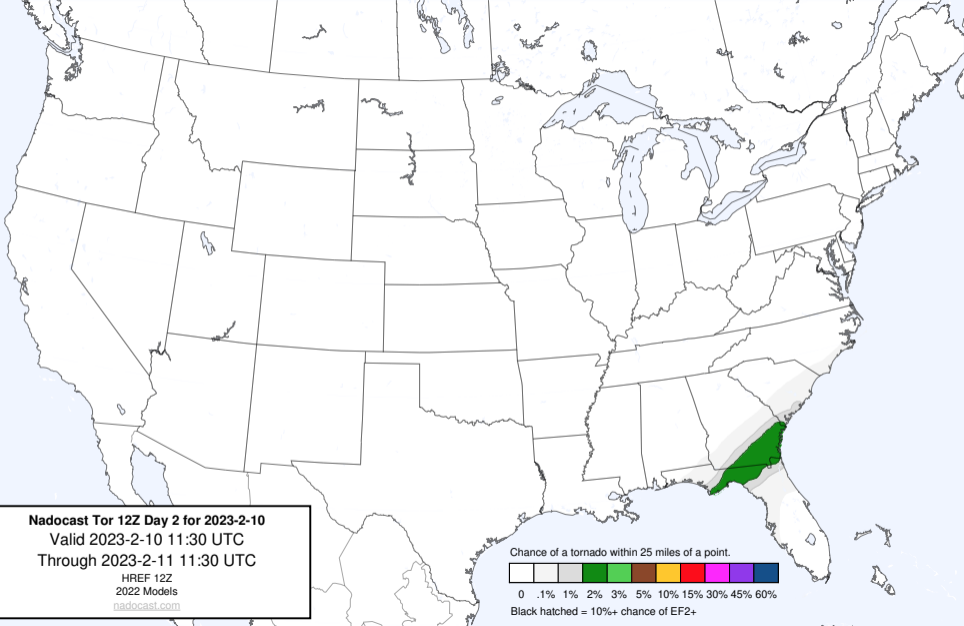 Nadocast Tor 12Z Day 2 for 2023-2-10
Valid 2023-2-10 11:30 UTC
Through 2023-2-11 11:30 UTC
HREF 12Z
2022 Models
nadocast.com
Chance of a tornado within 25 miles of a point.
0 .1% 1% 2% 3% 5% 10% 15% 30% 45% 60%
Black hatched = 10%+ chance of EF2+